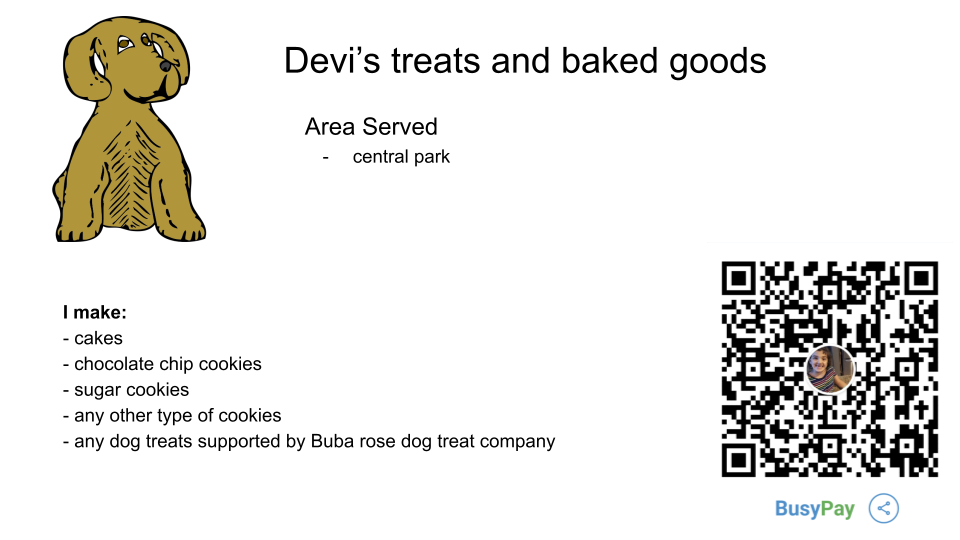 Devi’s treats and baked goods
Area Served
- central park
I make:
- cakes
- chocolate chip cookies
- sugar cookies
- any other type of cookies
- any dog treats supported by Buba rose dog treat company
BusyPay